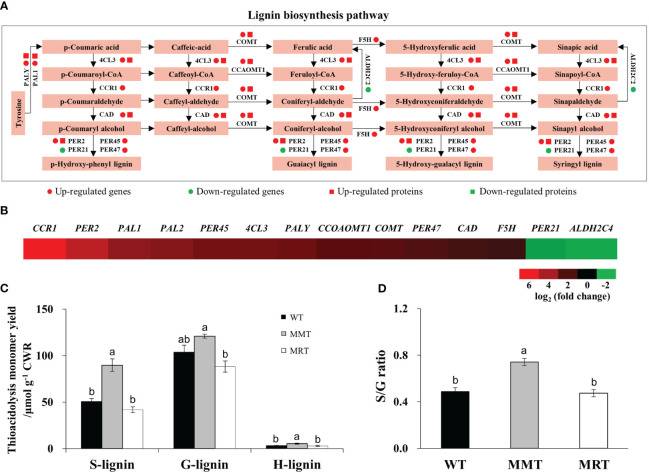 A
Lignin biosynthesis pathway
p-Coumaric acid
Caffeic-acid
COMT
Ferulic acid
F5H
5-Hydroxyferulic acid
COMT
Sinapic acid
PALY
PAL1
4CL3
4CL3
4CL3
ALDH2C4
4CL3
4CL3
ALDH2C4
p-Coumaroyl-CoA
Caffeoyl-CoA
CCAOMT1
Feruloyl-CoA
5-Hydroxy-feruloy-CoA
CCAOMT1
Sinapoyl-CoA
CCR1
CCR1
CCR1
CCR1
CCR1
Tyrosine
p-Coumaraldehyde
Caffeyl-aldehyde
COMT
Coniferyl-aldehyde
F5H
5-Hydroxyconiferaldehyde
COMT
Sinapaldehyde
CAD
CAD
CAD
CAD
CAD
p-Coumaryl alcohol
Caffeyl-alcohol
COMT
Coniferyl-alcohol
F5H
5-Hydroxyconiferyl alcohol
COMT
Sinapyl alcohol
PER2 PER45
PER2 PER45
PER2 PER45
PER2 PER45
PER21 PER47
PER21 PER47
PER21 PER47
PER21 PER47
p-Hydroxy-phenyl lignin
Guaiacyl lignin
5-Hydroxy-gualacyl lignin
Syringyl lignin
Up-regulated genes
Down-regulated genes
Up-regulated proteins
Down-regulated proteins
B
CCR1 PER2 PAL1 PAL2 PER45 4CL3 PALY CCOAOMT1 COMT PER47 CAD F5H PER21 ALDH2C4
6 4 2 0 -2
log2 (fold change)
C
Thioacidolysis monomer yield
/μmol g-1 CWR
150
100
50
0
WT
MMT
MRT
b a b
ab a b
b a b
S-lignin
G-lignin
H-lignin
D
S/G ratio
1.2
0.8
0.4
0.0
b
a
b
WT
MMT
MRT